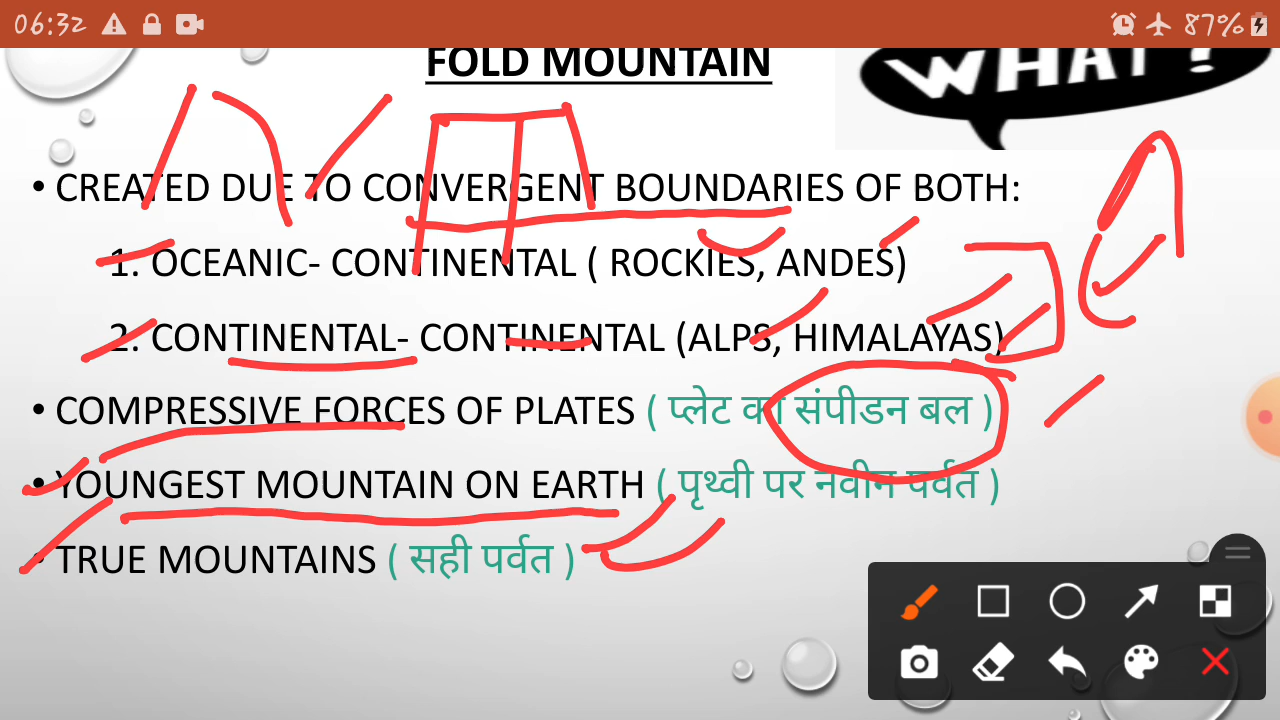 06:32 87%
FOLD MOUNTAIN
WHAT?
• CREATED DUE TO CONVERGENT BOUNDARIES OF BOTH:
1. OCEANIC- CONTINENTAL ( ROCKIES, ANDES)
2. CONTINENTAL- CONTINENTAL (ALPS, HIMALAYAS)
• COMPRESSIVE FORCES OF PLATES ( प्लेट का संपीडन बल )
• YOUNGEST MOUNTAIN ON EARTH ( पृथ्वी पर नवीन पर्वत )
• TRUE MOUNTAINS ( सही पर्वत )